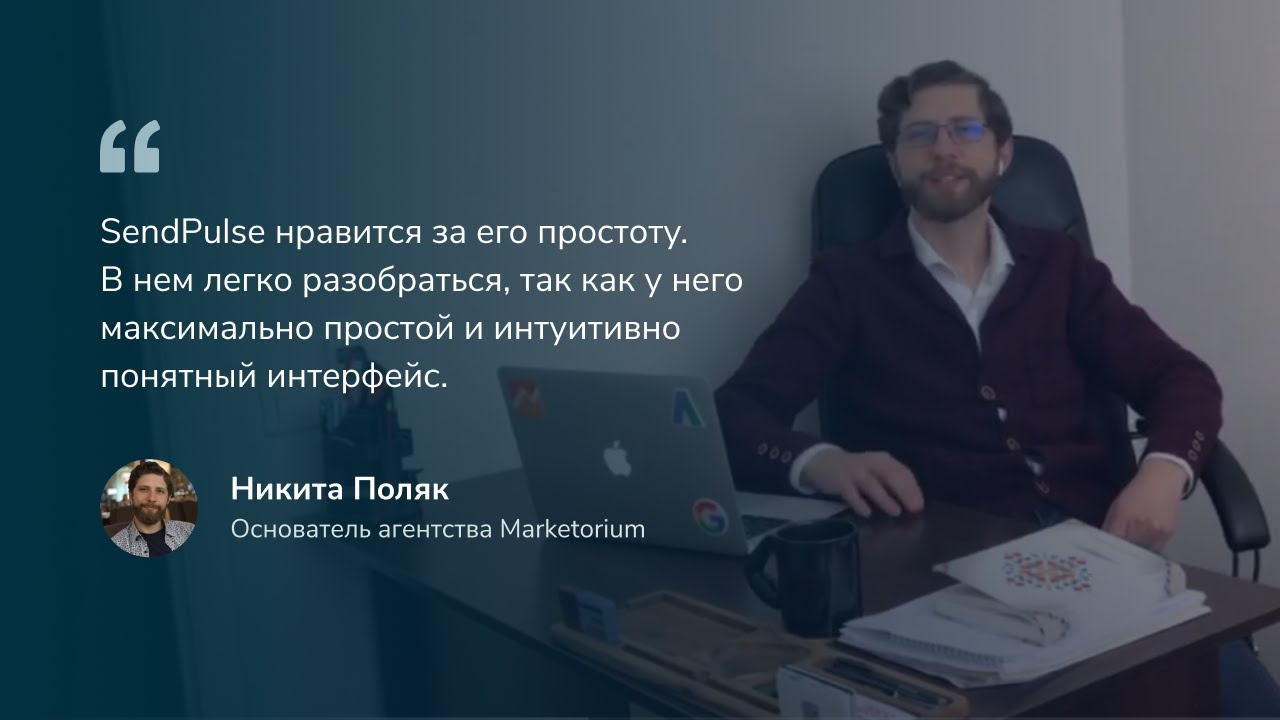 SendPulse нравится за его простоту.
В нем легко разобраться, так как у него
максимально простой и интуитивно
понятный интерфейс.
Никита Поляк
Основатель агентства Marketorium